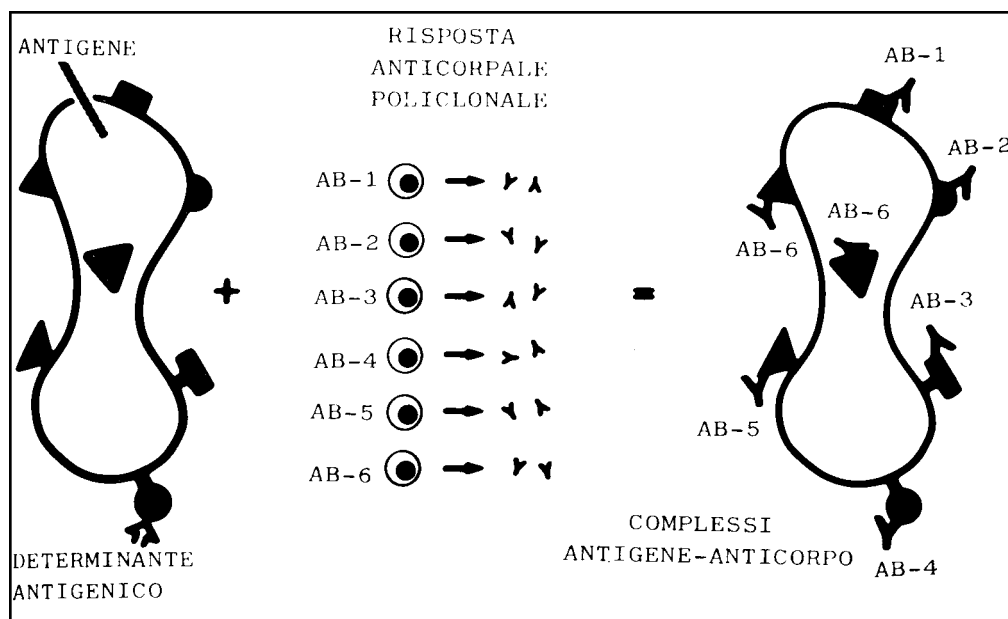 ANTIGENE
RISPOSTA
ANTICORPALE
POLICLONALE
AB-1
AB-2
AB-3
AB-4
AB-5
AB-6
+
=
DETERMINANTE
ANTIGENICO
AB-1
AB-2
AB-6
AB-6
AB-3
AB-5
AB-4
COMPLESSI
ANTIGENE-ANTICORPO